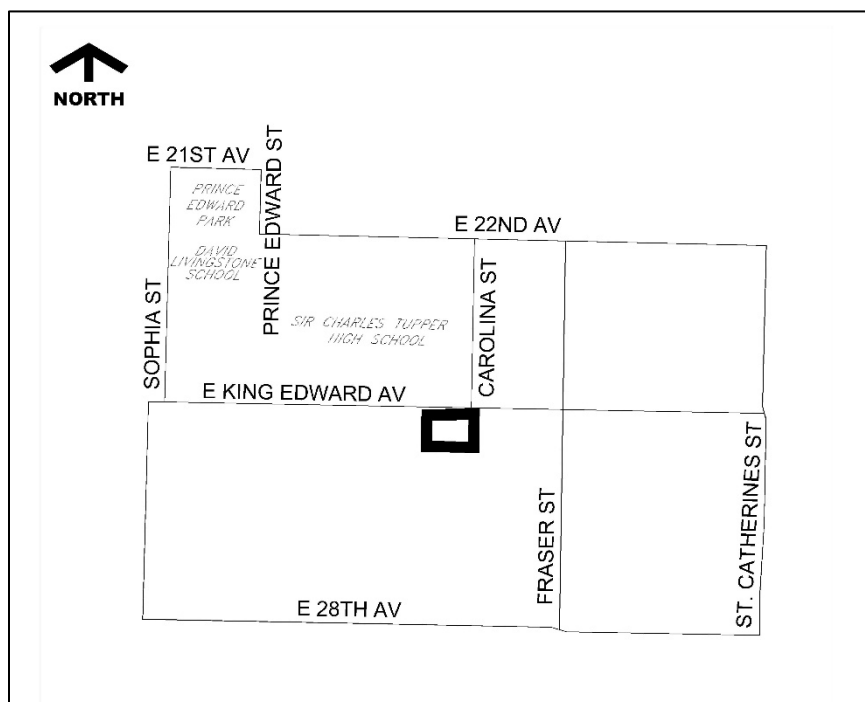 NORTH
E 21ST AV
PRINCE EDWARD ST
PRINCE
EDWARD
PARK
E 22ND AV
DAVID
LIVINGSTONE
SCHOOL
SOPHIA ST
CAROLINA ST
SIR CHARLES TUPPER
HIGH SCHOOL
E KING EDWARD AV
FRASER ST
ST. CATHERINES ST
E 28TH AV